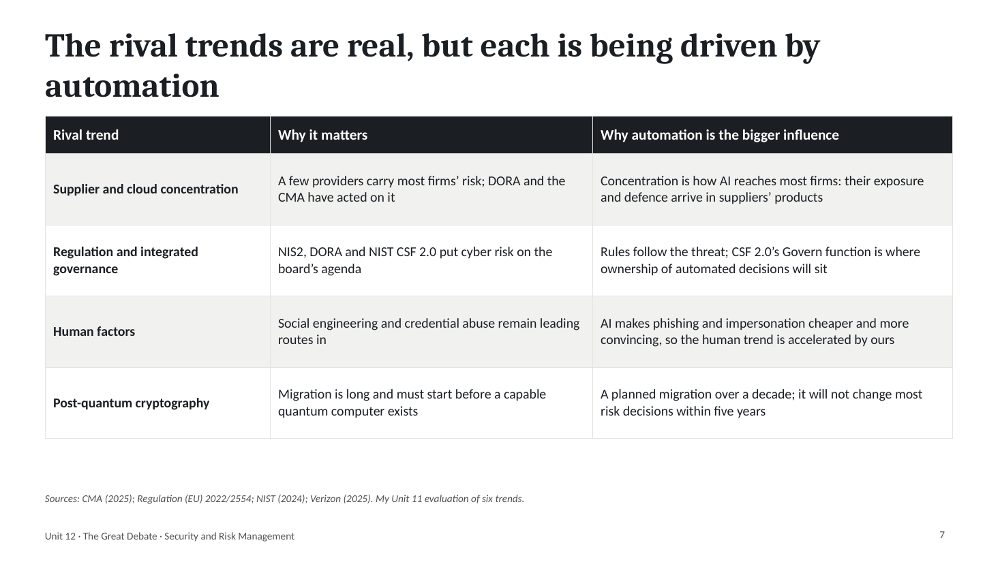 The rival trends are real, but each is being driven by
automation
Rival trend
Why it matters
Why automation is the bigger influence
Supplier and cloud concentration
A few providers carry most firms’ risk; DORA and the
CMA have acted on it
Concentration is how AI reaches most firms: their exposure
and defence arrive in suppliers’ products
Regulation and integrated
governance
NIS2, DORA and NIST CSF 2.0 put cyber risk on the
board’s agenda
Rules follow the threat; CSF 2.0’s Govern function is where
ownership of automated decisions will sit
Human factors
Social engineering and credential abuse remain leading
routes in
AI makes phishing and impersonation cheaper and more
convincing, so the human trend is accelerated by ours
Post-quantum cryptography
Migration is long and must start before a capable
quantum computer exists
A planned migration over a decade; it will not change most
risk decisions within five years
Sources: CMA (2025); Regulation (EU) 2022/2554; NIST (2024); Verizon (2025). My Unit 11 evaluation of six trends.
Unit 12 · The Great Debate · Security and Risk Management
7